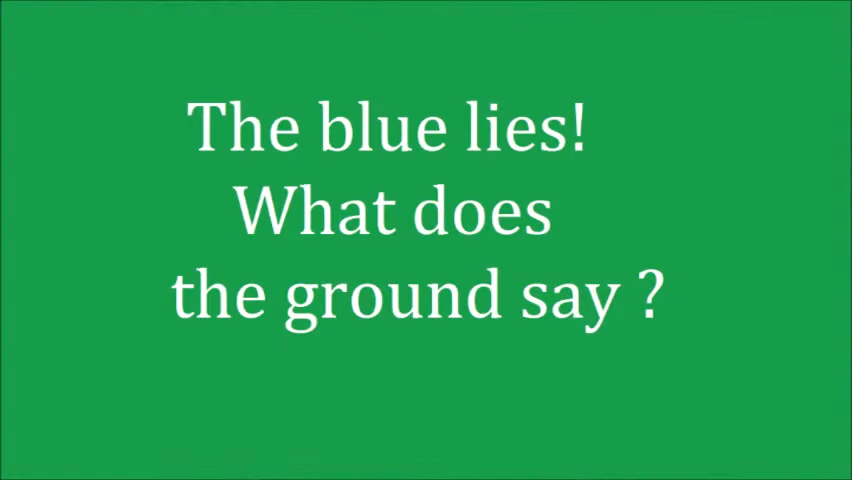 The blue lies!
What does
the ground say ?